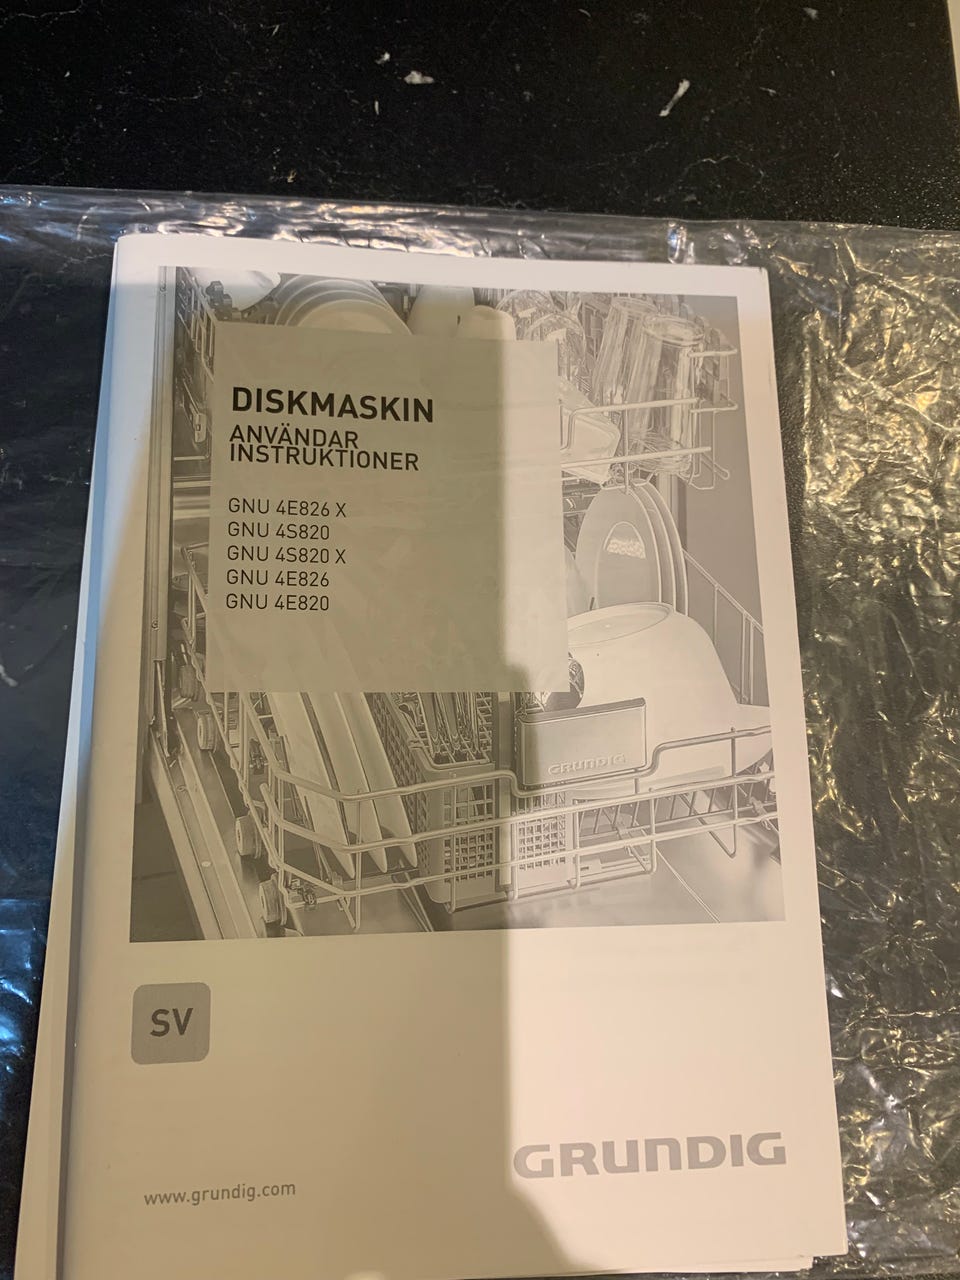 DISKMASKIN
ANVÄNDAR
INSTRUKTIONER
GNU 4E826 X
GNU 4S820
GNU 4S820 X
GNU 4E826
GNU 4E820
GRUNDIG
SV
GRUNDIG
www.grundig.com